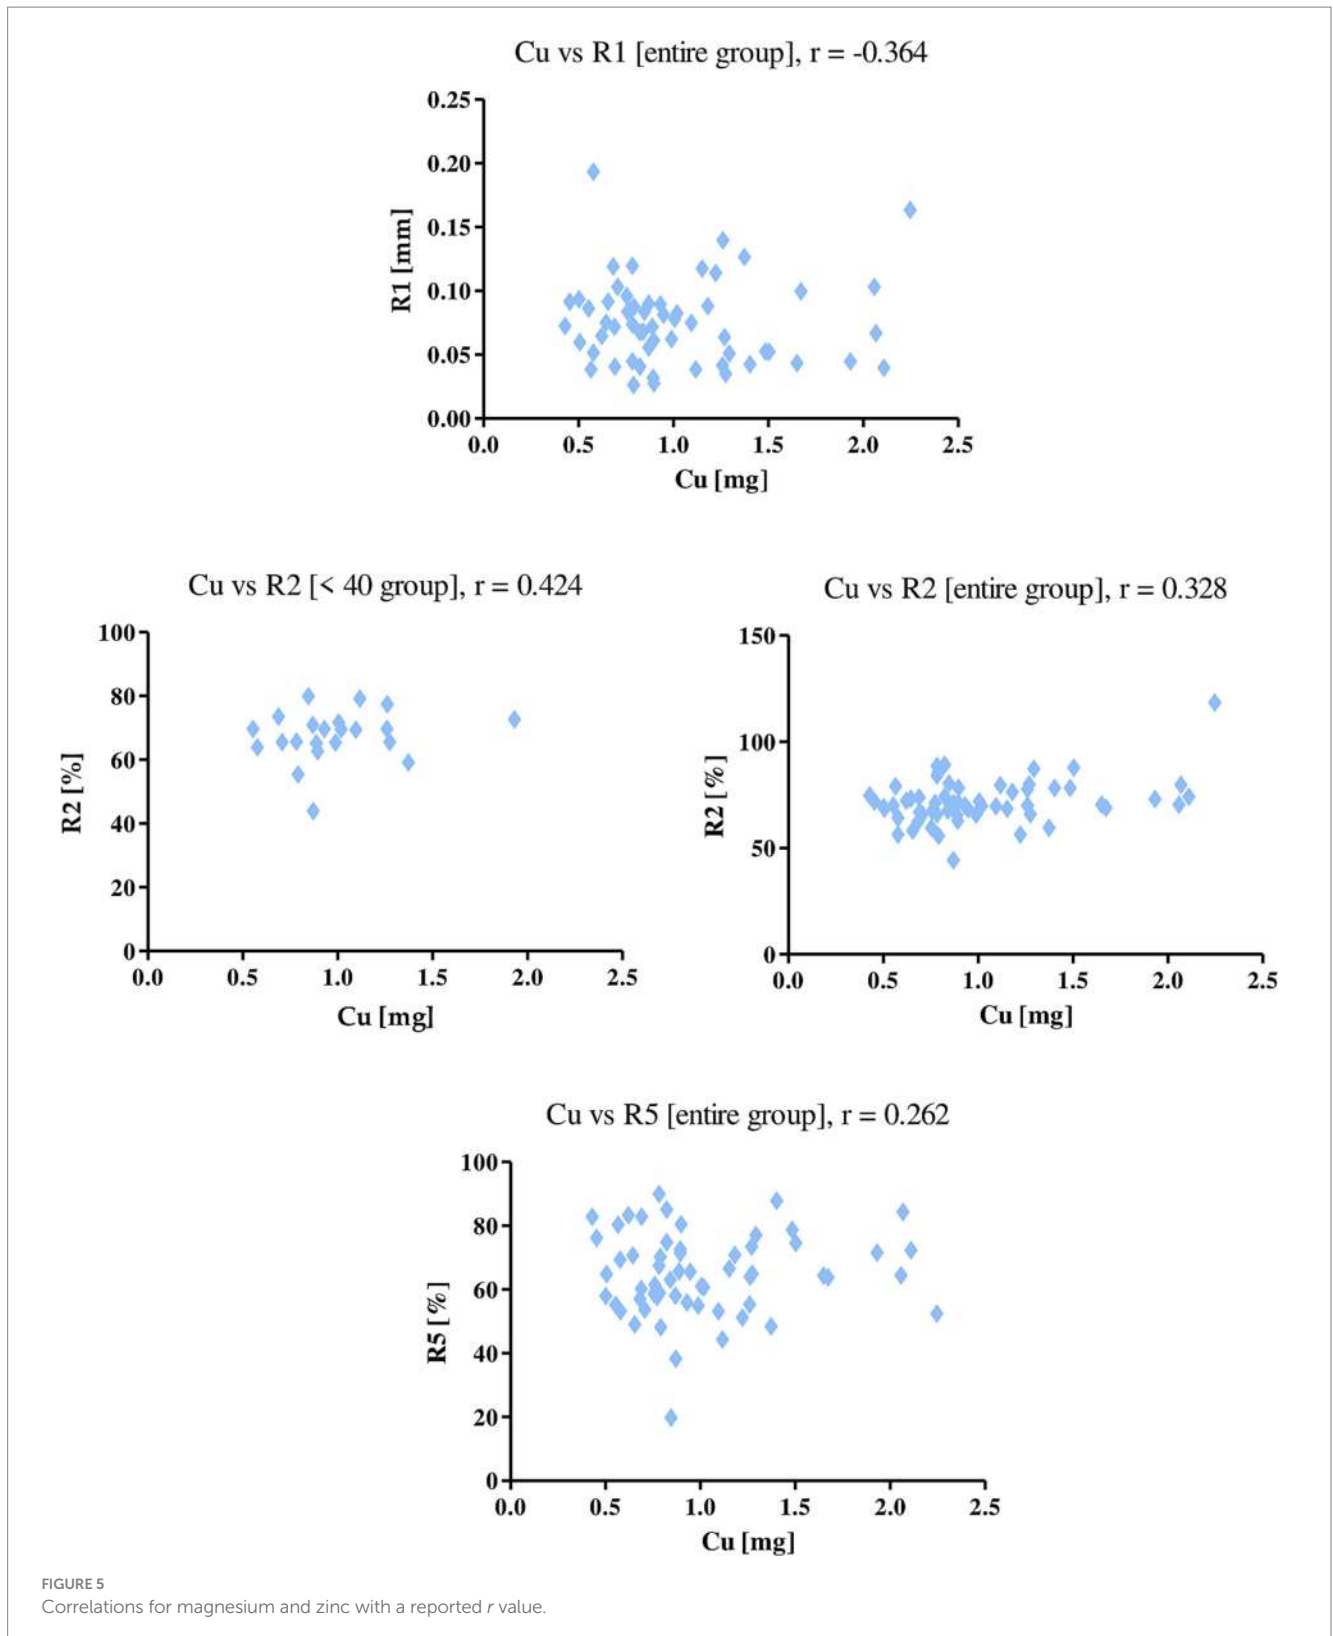 Cu vs R1 [entire group], r = -0.364
0.25
0.20
0.15
0.10
0.05
0.00
R1 [mm]
0.0 0.5 1.0 1.5 2.0 2.5
Cu [mg]
Cu vs R2 [< 40 group], r = 0.424
100
80
60
40
20
0
R2 [%]
0.0 0.5 1.0 1.5 2.0 2.5
Cu [mg]
Cu vs R2 [entire group], r = 0.328
150
100
50
0
R2 [%]
0.0 0.5 1.0 1.5 2.0 2.5
Cu [mg]
Cu vs R5 [entire group], r = 0.262
100
80
60
40
20
0
R5 [%]
0.0 0.5 1.0 1.5 2.0 2.5
Cu [mg]
FIGURE 5
Correlations for magnesium and zinc with a reported r value.